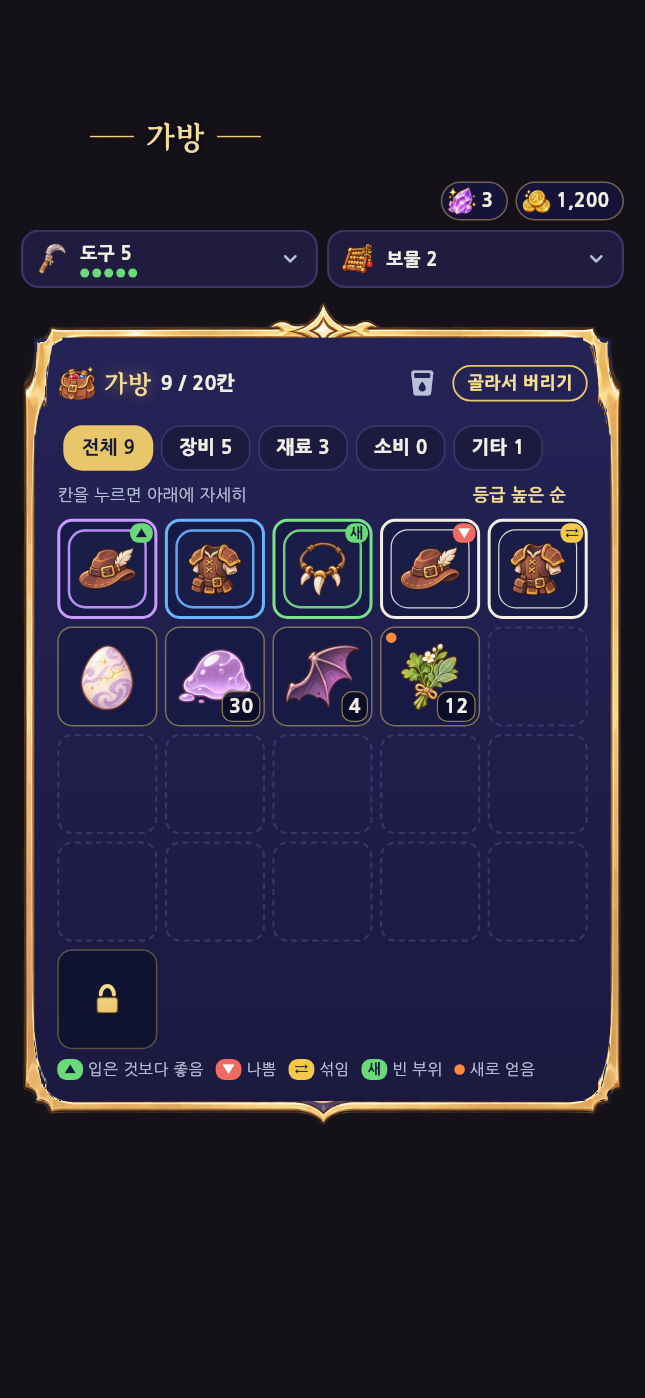 가방
3
1,200
도구 5
보물 2
가방 9 / 20칸
골라서 버리기
전체 9
장비 5
재료 3
소비 0
기타 1
칸을 누르면 아래에 자세히
등급 높은 순
새
30
4
12
입은 것보다 좋음
나쁨
섞임
새 빈 부위
새로 얻음